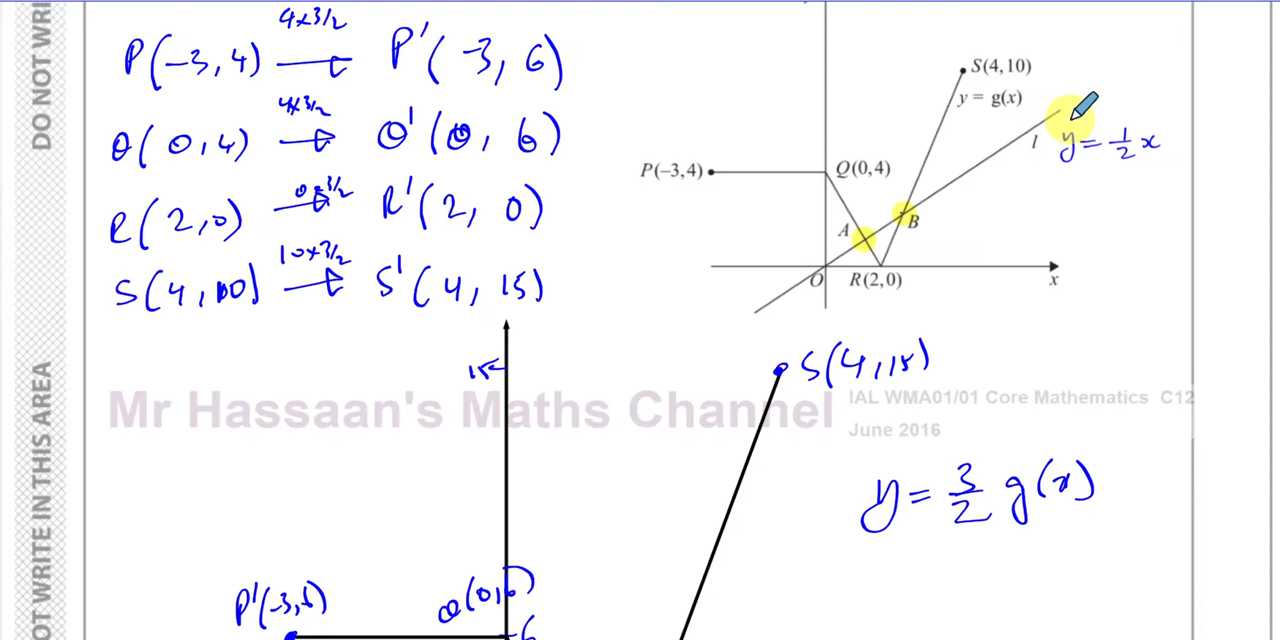 DO NOT WRI
OT WRITE IN THIS AREA
4×3/2
P(-3,4) → P'(-3, 6)
4×3/2
Q(0,4) → Q'(0, 6)
0×3/2
R(2,0) → R'(2, 0)
10×3/2
S(4,10) → S'(4, 15)
S(4,10)
y = g(x)
l
y = 1/2 x
P(−3,4)
Q(0,4)
A
B
O
R(2,0)
x
15
S(4,15)
Mr Hassaan's Maths Channel
IAL WMA01/01 Core Mathematics C12
June 2016
y = 3/2 g(x)
P'(-3,6)
Q(0,6)
6